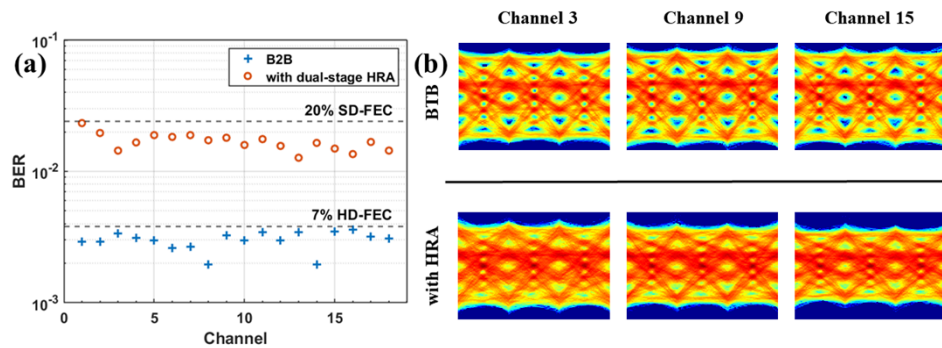 (a)
10-1
10-2
10-3
BER
B2B
with dual-stage HRA
20% SD-FEC
7% HD-FEC
0
5
10
15
Channel
(b)
Channel 3
Channel 9
Channel 15
BTB
with HRA